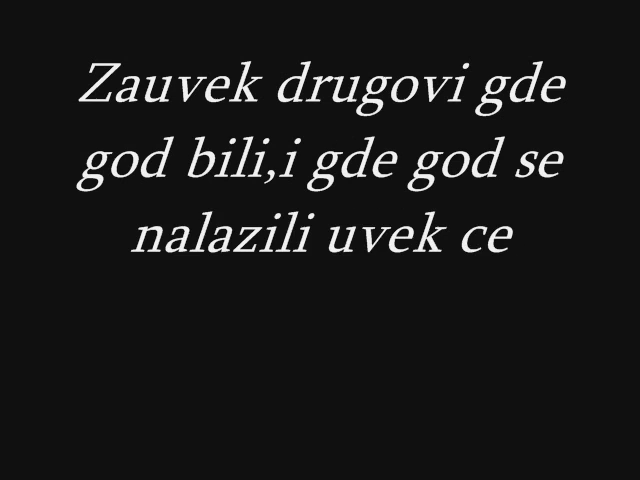 Zauvek drugovi gde
god bili,i gde god se
nalazili uvek ce